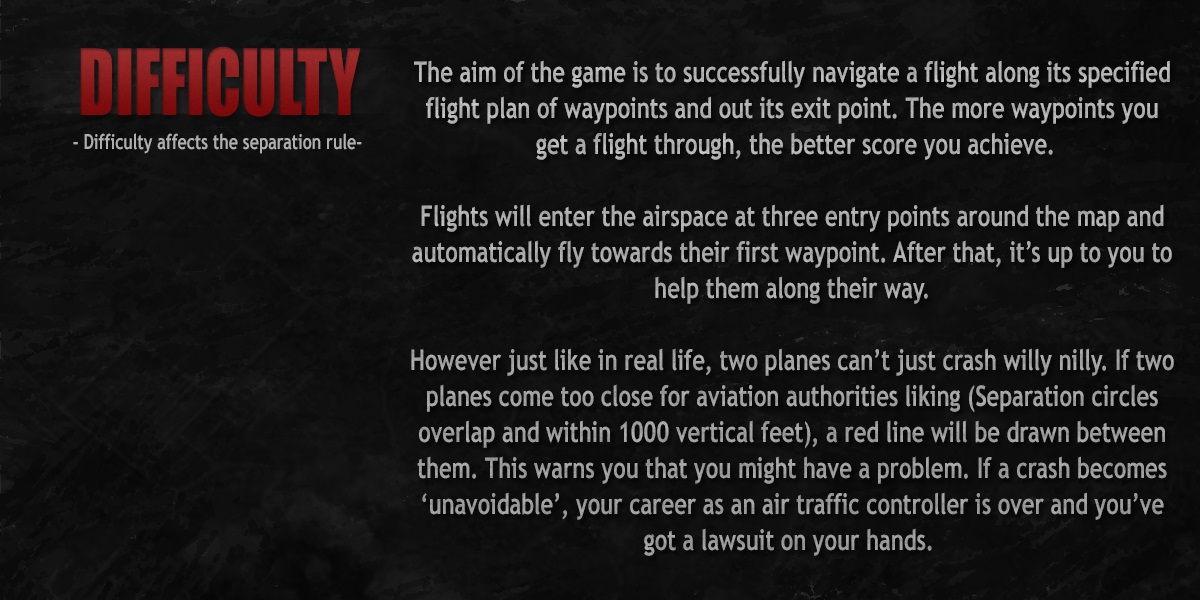 DIFFICULTY
- Difficulty affects the separation rule-
The aim of the game is to successfully navigate a flight along its specified
flight plan of waypoints and out its exit point. The more waypoints you
get a flight through, the better score you achieve.
Flights will enter the airspace at three entry points around the map and
automatically fly towards their first waypoint. After that, it’s up to you to
help them along their way.
However just like in real life, two planes can’t just crash willy nilly. If two
planes come too close for aviation authorities liking (Separation circles
overlap and within 1000 vertical feet), a red line will be drawn between
them. This warns you that you might have a problem. If a crash becomes
‘unavoidable’, your career as an air traffic controller is over and you’ve
got a lawsuit on your hands.